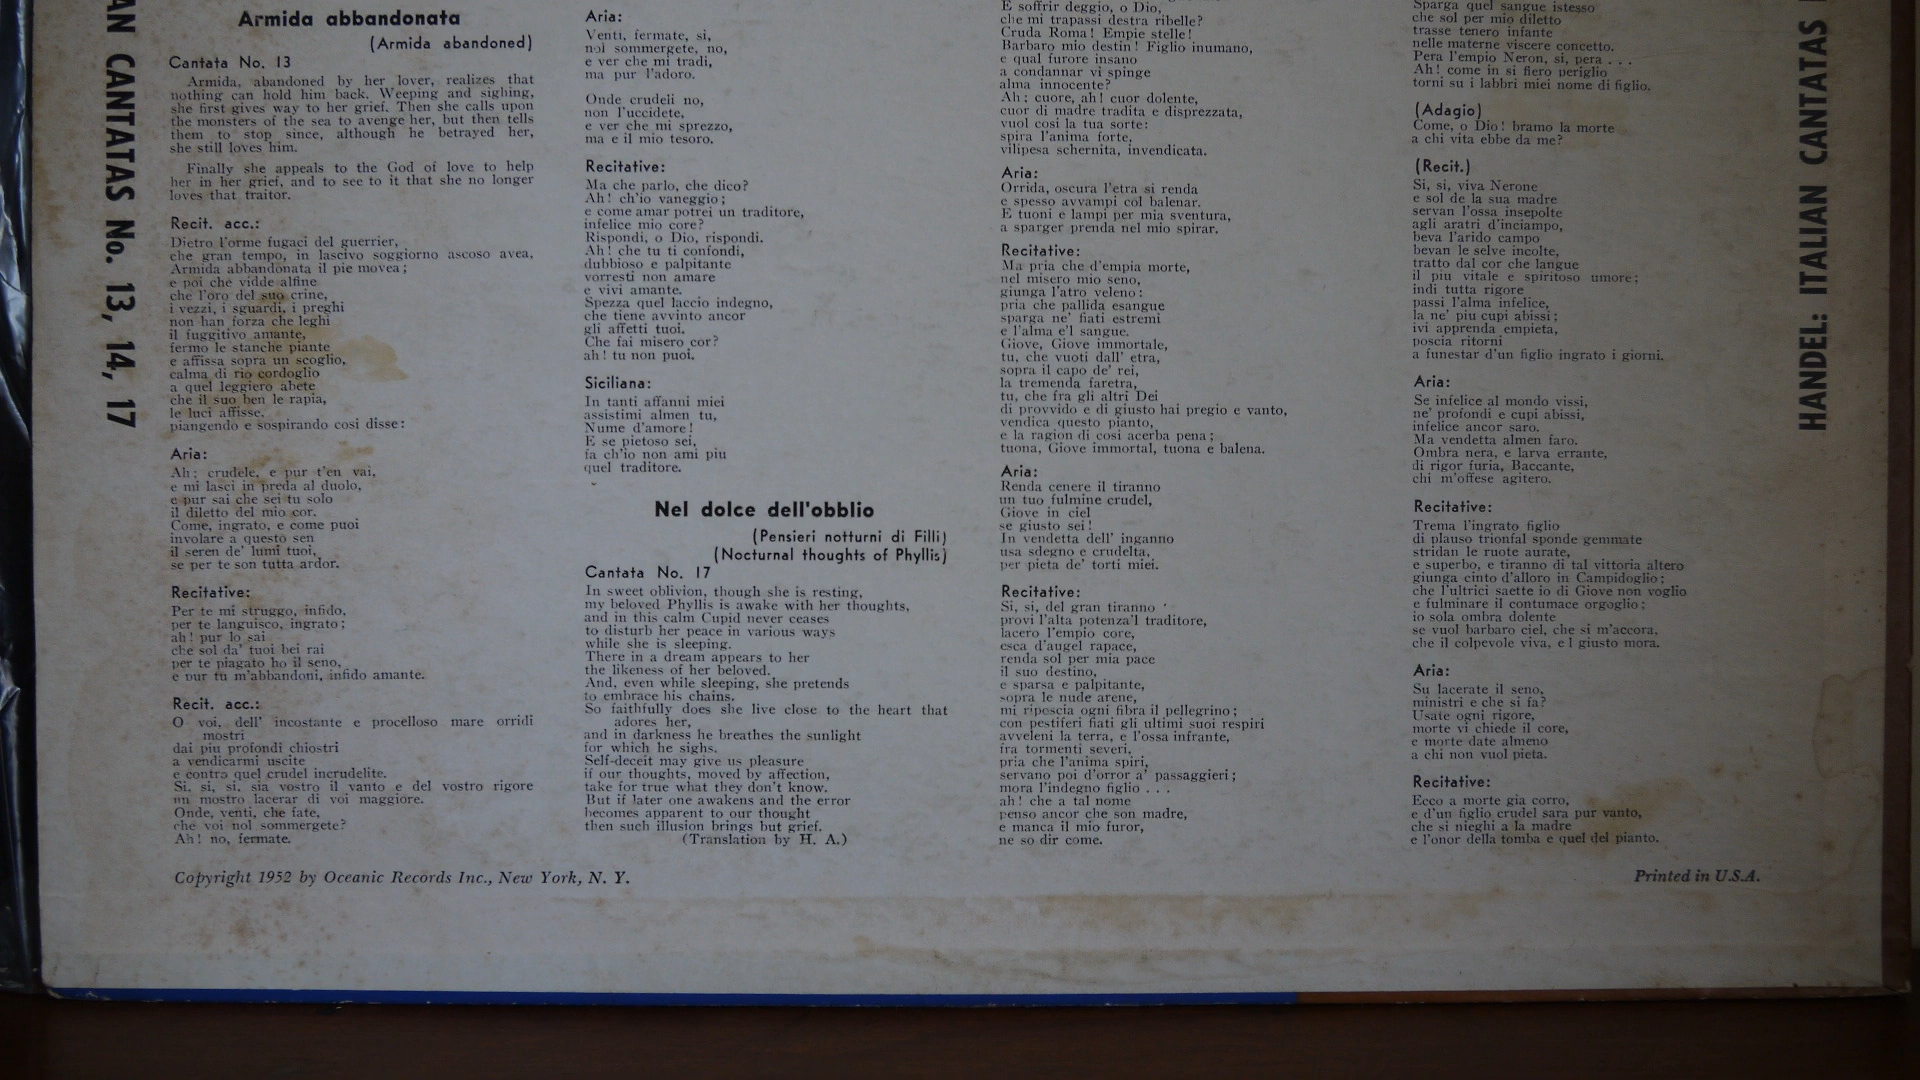 AN CANTATAS No. 13, 14, 17
Armida abbandonata
(Armida abandoned)
Cantata No. 13
Armida, abandoned by her lover, realizes that
nothing can hold him back. Weeping and sighing,
she first gives way to her grief. Then she calls upon
the monsters of the sea to avenge her, but then tells
them to stop since, although he betrayed her,
she still loves him.
Finally she appeals to the God of love to help
her in her grief, and to see to it that she no longer
loves that traitor.
Recit. acc.:
Dietro l'orme fugaci del guerrier,
che gran tempo, in lascivo soggiorno ascoso avea,
Armida abbandonata il pie movea;
e poi che vidde alfine
che l'oro del suo crine,
i vezzi, i sguardi, i preghi
non han forza che leghi
il fuggitivo amante,
fermo le stanche piante
e affissa sopra un scoglio,
calma di rio cordoglio
a quel leggiero abete
che il suo ben le rapia,
le luci affisse.
piangendo e sospirando cosi disse:
Aria:
Ah; crudele, e pur t'en vai,
e mi lasci in preda al duolo,
e pur sai che sei tu solo
il diletto del mio cor.
Come, ingrato, e come puoi
involare a questo sen
il seren de' lumi tuoi,
se per te son tutta ardor.
Recitative:
Per te mi struggo, infido,
per te languisco, ingrato;
ah! pur lo sai
che sol da' tuoi bei rai
per te piagato ho il seno,
e pur tu m'abbandoni, infido amante.
Recit. acc.:
O voi, dell' incostante e procelloso mare orridi
mostri
dai piu profondi chiostri
a vendicarmi uscite
e contro quel crudel incrudelite.
Si, si, si, sia vostro il vanto e del vostro rigore
un mostro lacerar di voi maggiore.
Onde, venti, che fate,
che voi nol sommergete?
Ah! no, fermate.
Aria:
Venti, fermate, si,
nol sommergete, no,
e ver che mi tradi,
ma pur l'adoro.
Onde crudeii no,
non l'uccidete,
e ver che mi sprezzo,
ma e il mio tesoro.
Recitative:
Ma che parlo, che dico?
Ah! ch'io vaneggio;
e come amar potrei un traditore,
infelice mio core?
Rispondi, o Dio, rispondi.
Ah! che tu ti confondi,
dubbioso e palpitante
vorresti non amare
e vivi amante.
Spezza quel laccio indegno,
che tiene avvinto ancor
gli affetti tuoi.
Che fai misero cor?
ah! tu non puoi.
Siciliana:
In tanti affanni miei
assistimi almen tu,
Nume d'amore!
E se pietoso sei,
fa ch'io non ami piu
quel traditore.
Nel dolce dell'obblio
(Pensieri notturni di Filli)
(Nocturnal thoughts of Phyllis)
Cantata No. 17
In sweet oblivion, though she is resting,
my beloved Phyllis is awake with her thoughts,
and in this calm Cupid never ceases
to disturb her peace in various ways
while she is sleeping.
There in a dream appears to her
the likeness of her beloved.
And, even while sleeping, she pretends
to embrace his chains.
So faithfully does she live close to the heart that
adores her,
and in darkness he breathes the sunlight
for which he sighs.
Self-deceit may give us pleasure
if our thoughts, moved by affection,
take for true what they don't know.
But if later one awakens and the error
becomes apparent to our thought
then such illusion brings but grief.
(Translation by H. A.)
E soffrir deggio, o Dio,
che mi trapassi destra ribelle?
Cruda Roma! Empie stelle!
Barbaro mio destin! Figlio inumano,
e qual furore insano
a condannar vi spinge
alma innocente?
Ah; cuore, ah! cuor dolente,
cuor di madre tradita e disprezzata,
vuol cosi la tua sorte:
spira l'anima forte,
vilipesa schernita, invendicata.
Aria:
Orrida, oscura l'etra si renda
e spesso avvampi col balenar.
E tuoni e lampi per mia sventura,
a sparger prenda nel mio spirar.
Recitative:
Ma pria che d'empia morte,
nel misero mio seno,
giunga l'atro veleno;
pria che pallida esangue
sparga ne' fiati estremi
e l'alma e'l sangue.
Giove, Giove immortale,
tu, che vuoti dall' etra,
sopra il capo de' rei,
la tremenda faretra,
tu, che fra gli altri Dei
di provvido e di giusto hai pregio e vanto,
vendica questo pianto,
e la ragion di cosi acerba pena;
tuona, Giove immortal, tuona e balena.
Aria:
Renda cenere il tiranno
un tuo fulmine crudel,
Giove in ciel
se giusto sei!
In vendetta dell' inganno
usa sdegno e crudelta,
per pieta de' torti miei.
Recitative:
Si, si, del gran tiranno
provi l'alta potenza'l traditore,
lacero l'empio core,
esca d'augel rapace,
renda sol per mia pace
il suo destino,
e sparsa e palpitante,
sopra le nude arene,
mi ripescia ogni fibra il pellegrino;
con pestiferi fiati gli ultimi suoi respiri
avveleni la terra, e l'ossa infrante,
fra tormenti severi,
pria che l'anima spiri,
servano poi d'orror a' passaggieri;
mora l'indegno figlio . . .
ah! che a tal nome
penso ancor che son madre,
e manca il mio furor,
ne so dir come.
Sparga quel sangue istesso
che sol per mio diletto
trasse tenero infante
nelle materne viscere concetto.
Pera l'empio Neron, si, pera . . .
Ah! come in si fiero periglio
torni su i labbri miei nome di figlio.
(Adagio)
Come, o Dio! bramo la morte
a chi vita ebbe da me?
(Recit.)
Si, si, viva Nerone
e sol de la sua madre
servan l'ossa insepolte
agli aratri d'inciampo,
beva l'arido campo
bevan le selve incolte,
tratto dal cor che langue
il piu vitale e spiritoso umore;
indi tutta rigore
passi l'alma infelice,
la ne' piu cupi abissi;
ivi apprenda empieta,
poscia ritorni
a funestar d'un figlio ingrato i giorni.
Aria:
Se infelice al mondo vissi,
ne' profondi e cupi abissi,
infelice ancor saro.
Ma vendetta almen faro.
Ombra nera, e larva errante,
di rigor furia, Baccante,
chi m'offese agitero.
Recitative:
Trema l'ingrato figlio
di plauso trionfal sponde gemmate
stridan le ruote aurate,
e superbo, e tiranno di tal vittoria altero
giunga cinto d'alloro in Campidoglio;
che l'ultrici saette io di Giove non voglio
e fulminare il contumace orgoglio;
io sola ombra dolente
se vuol barbaro ciel, che si m'accora,
che il colpevole viva, e l giusto mora.
Aria:
Su lacerate il seno,
ministri e che si fa?
Usate ogni rigore,
morte vi chiede il core,
e morte date almeno
a chi non vuol pieta.
Recitative:
Ecco a morte gia corro,
e d'un figlio crudel sara pur vanto,
che si nieghi a la madre
e l'onor della tomba e quel del pianto.
HANDEL: ITALIAN CANTATAS
Copyright 1952 by Oceanic Records Inc., New York, N. Y.
Printed in U.S.A.